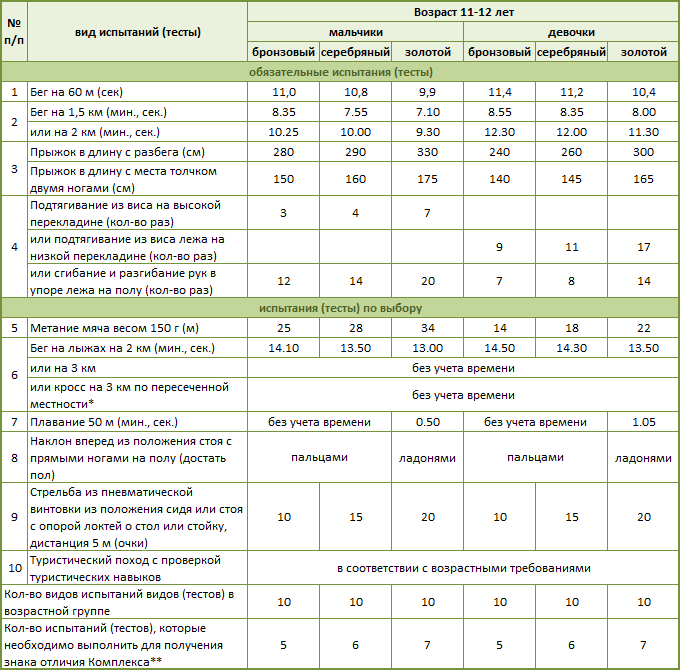 № п/п
вид испытаний (тесты)
Возраст 11-12 лет
мальчики девочки
бронзовый серебряный золотой бронзовый серебряный золотой
обязательные испытания (тесты)
1 Бег на 60 м (сек) 11,0 10,8 9,9 11,4 11,2 10,4
2 Бег на 1,5 км (мин., сек.) 8.35 7.55 7.10 8.55 8.35 8.00
или на 2 км (мин., сек.) 10.25 10.00 9.30 12.30 12.00 11.30
3 Прыжок в длину с разбега (см) 280 290 330 240 260 300
Прыжок в длину с места толчком
двумя ногами (см) 150 160 175 140 145 165
4 Подтягивание из виса на высокой
перекладине (кол-во раз) 3 4 7
или подтягивание из виса лежа на
низкой перекладине (кол-во раз) 9 11 17
или сгибание и разгибание рук в
упоре лежа на полу (кол-во раз) 12 14 20 7 8 14
испытания (тесты) по выбору
5 Метание мяча весом 150 г (м) 25 28 34 14 18 22
6 Бег на лыжах на 2 км (мин., сек.) 14.10 13.50 13.00 14.50 14.30 13.50
или на 3 км без учета времени
или кросс на 3 км по пересеченной
местности* без учета времени
7 Плавание 50 м (мин., сек.) без учета времени 0.50 без учета времени 1.05
8 Наклон вперед из положения стоя с
прямыми ногами на полу (достать
пол) пальцами ладонями пальцами ладонями
9 Стрельба из пневматической
винтовки из положения сидя или стоя
с опорой локтей о стол или стойку,
дистанция 5 м (очки) 10 15 20 10 15 20
10 Туристический поход с проверкой
туристических навыков в соответствии с возрастными требованиями
Кол-во видов испытаний видов (тестов) в
возрастной группе 10 10 10 10 10 10
Кол-во испытаний (тестов), которые
необходимо выполнить для получения
знака отличия Комплекса** 5 6 7 5 6 7